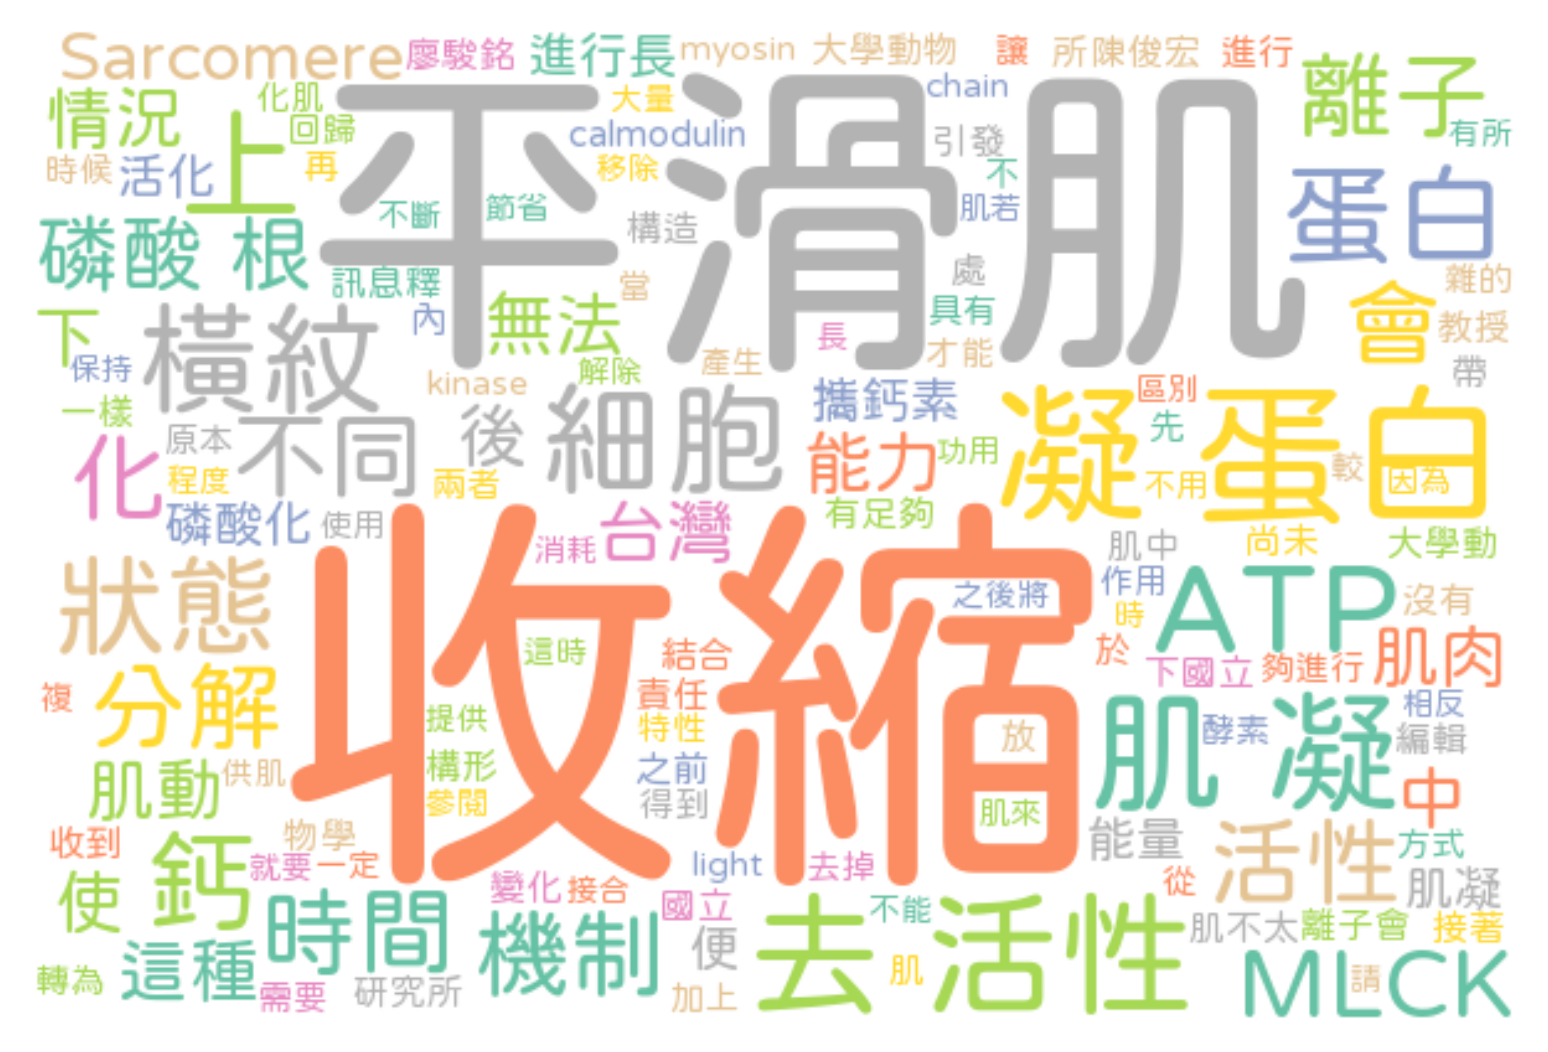 Sarcomere 廖駿銘 進行長 myosin 大學動物 讓 所陳俊宏 進行
情況 化肌 大量 chain 離子
上 回歸 calmodulin 引發 有所
時候 活化 再 移除 不
平滑肌
磷酸 根 不斷 節省 構造 肌若 蛋白
訊息釋 當 處 雜的
下 橫紋 內 無法 長 具有 會 教授
保持 kinase 解除 產生 才能 帶
一樣 不同 後 細胞 攜鈣素 凝蛋白 區別
化 原本 能力 功用 先
程度 兩者 不用 較 因為
磷酸化 使用 消耗 台灣 有足夠 肌中 尚未 大學動
狀態 收縮 之後將 作用 ATP 沒有
這時 結合 時 於 下國立 夠進行 肌肉
複 分解 責任 相反
提供 特性 放 肌 凝 酵素 編輯
肌動 供肌 構形 之前 中
參閱 得到 肌來
收到 鈣 物學 能量 活性 方式
就要 一定 light 去掉 從
使 時間 變化 接合 國立 不能 肌凝
這種 機制 便 去活性 肌不太 離子會 接著
轉為 需要 研究所 加上 肌 MLCK 請